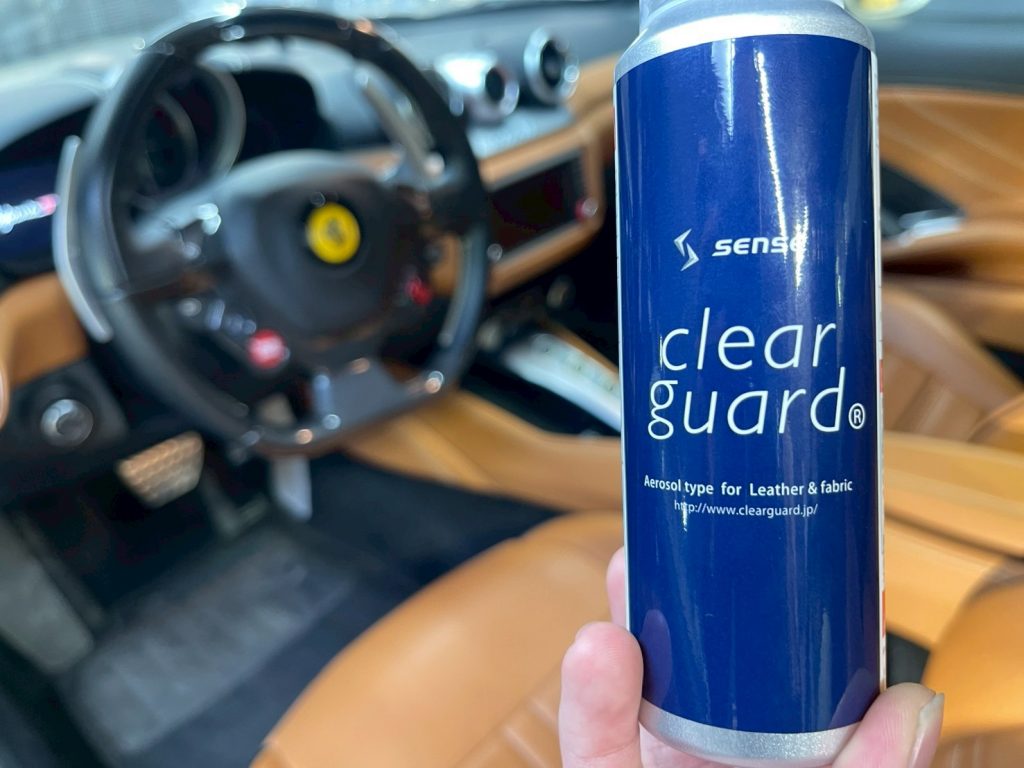 SENSE
clear
guard®
Aerosol type for Leather & fabric
http://www.clearguard.jp/